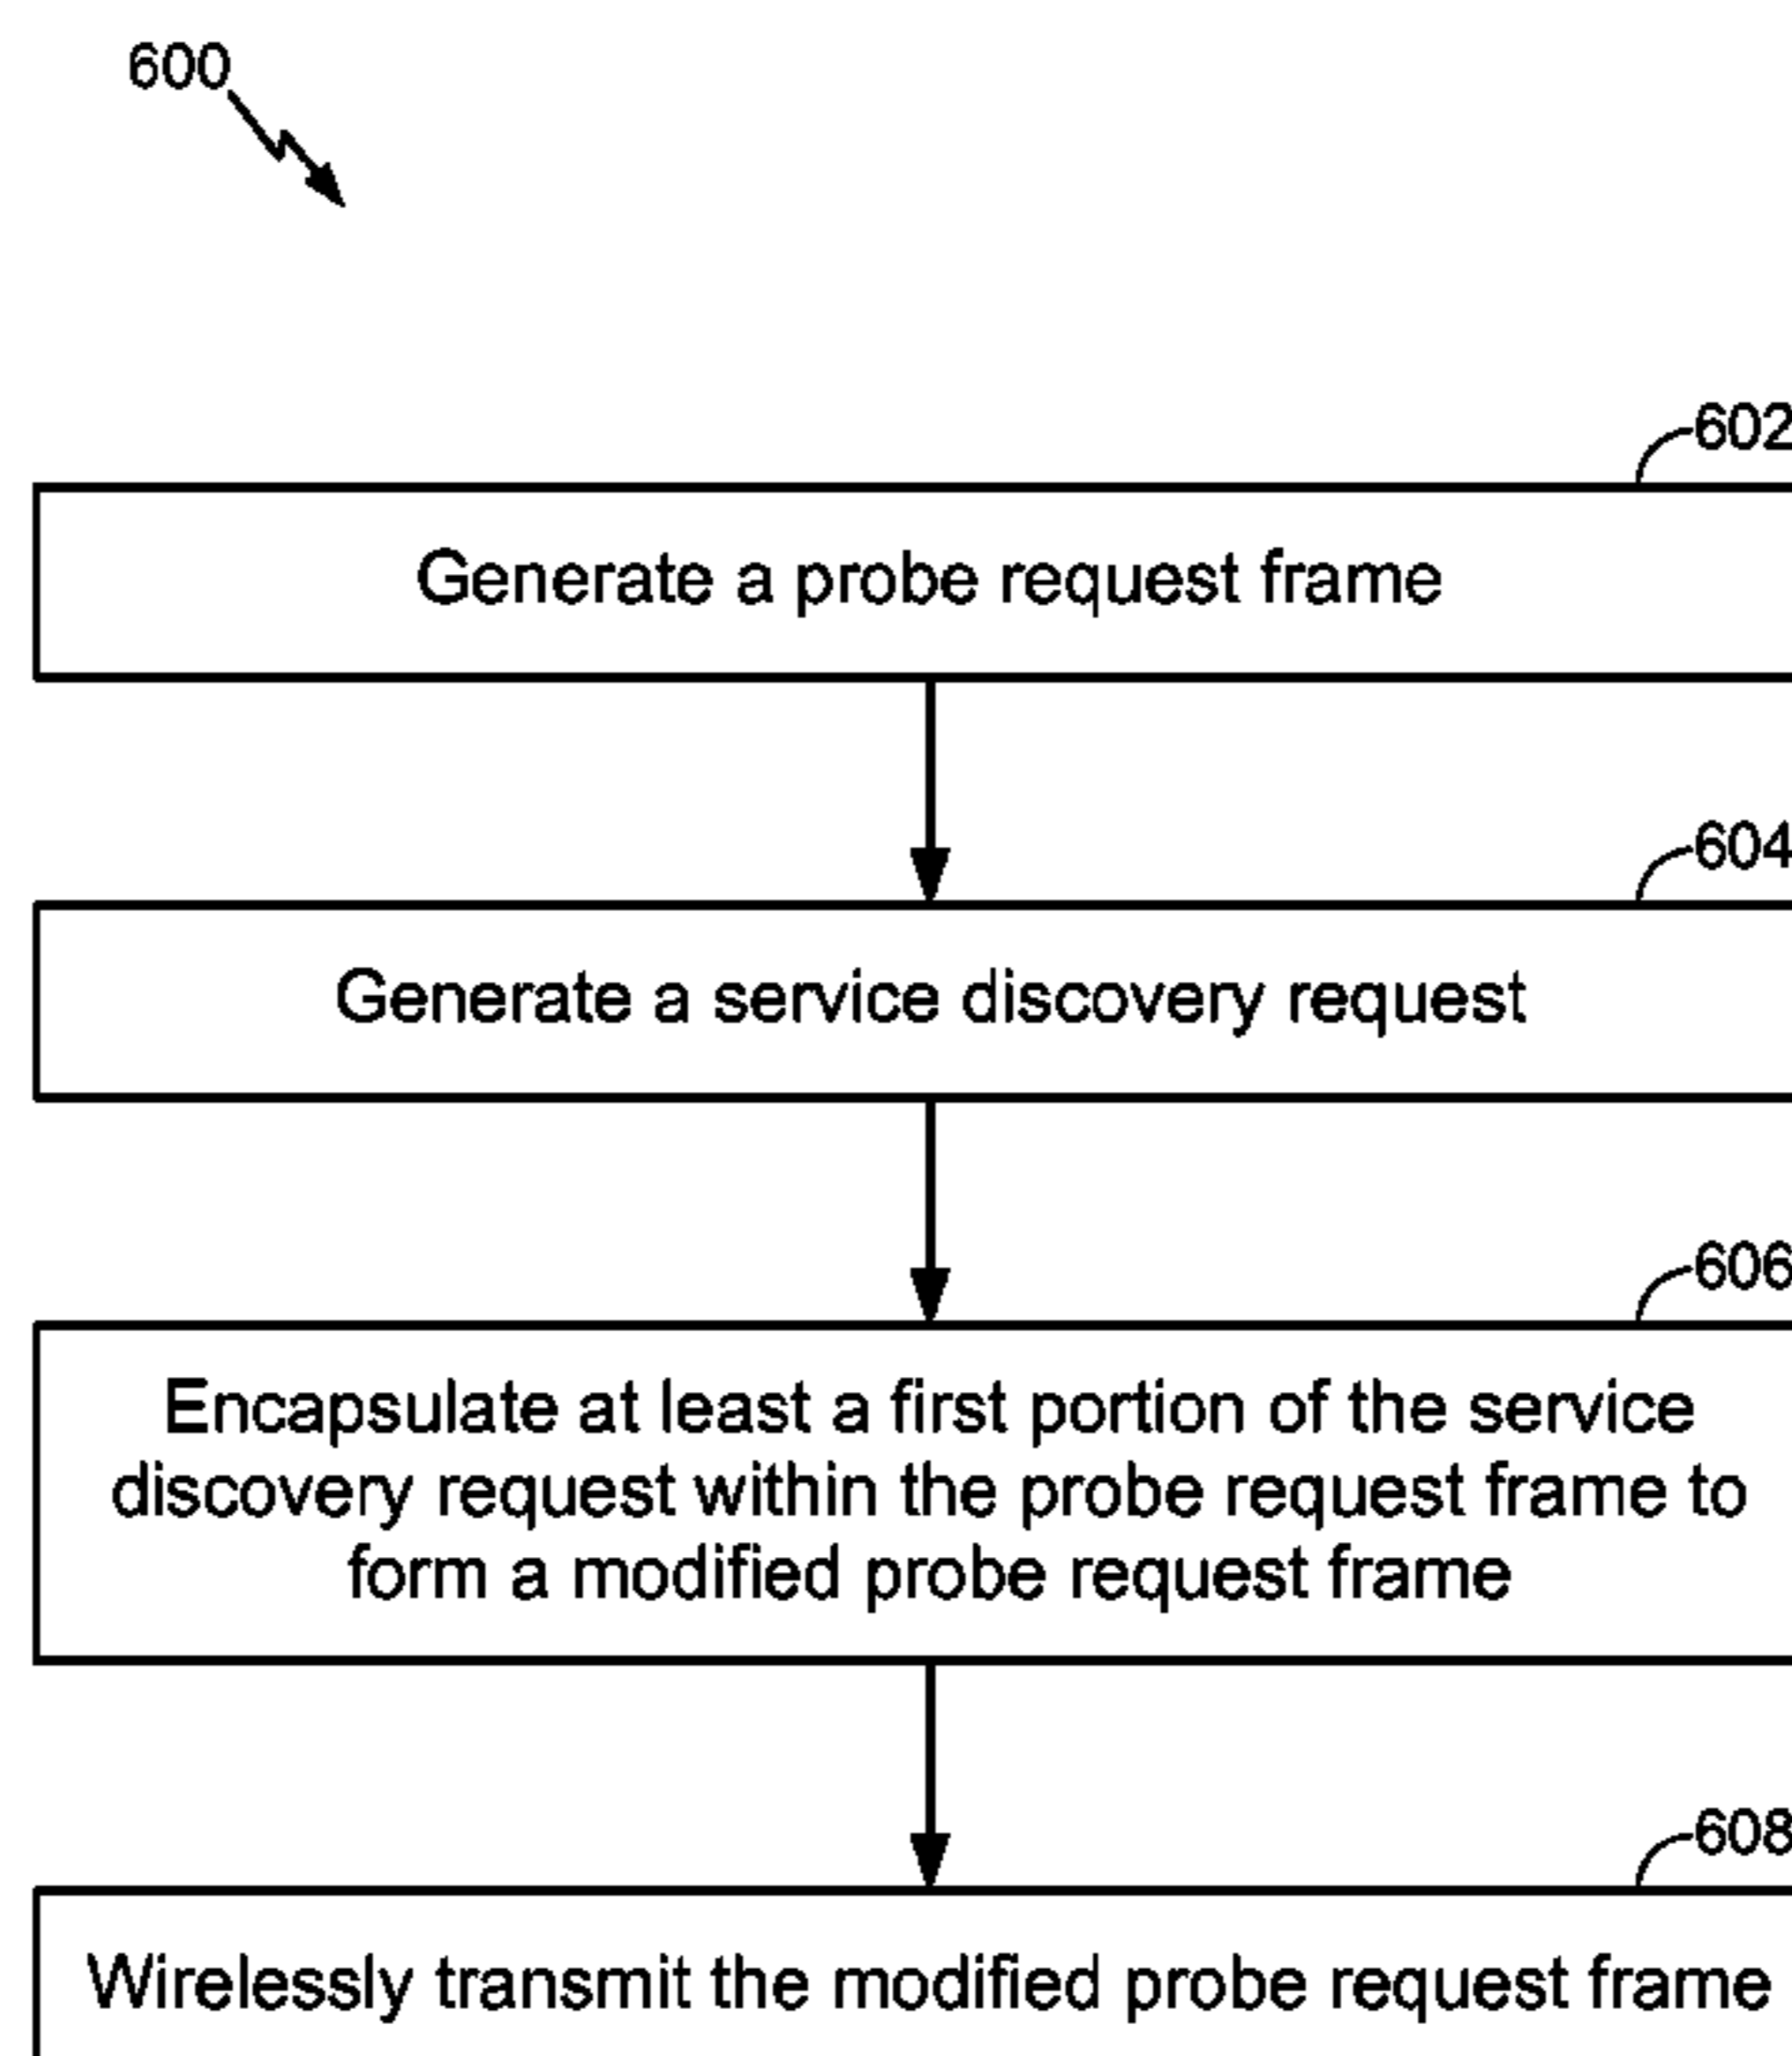 600
602
Generate a probe request frame
604
Generate a service discovery request
606
Encapsulate at least a first portion of the service
discovery request within the probe request frame to
form a modified probe request frame
608
Wirelessly transmit the modified probe request frame